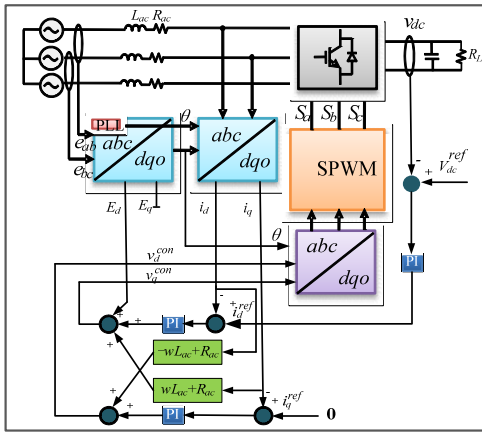 L_ac R_ac
v_dc
R_L
PLL
θ
S_a S_b S_c
e_ab
abc
abc
e_bc
dqo
dqo
SPWM
V_dc^ref
E_d
E_q
i_d
i_q
θ
abc
dqo
PI
v_d^con
v_q^con
PI
i_d^ref
-wL_ac+R_ac
wL_ac+R_ac
PI
i_q^ref
0